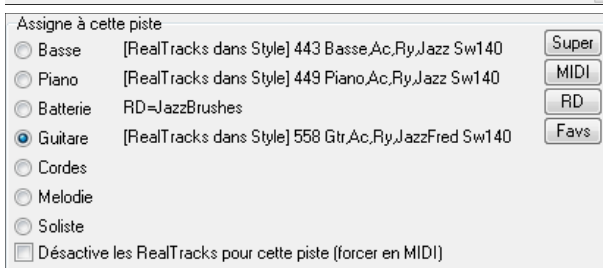 Assigne à cette piste
Basse [RealTracks dans Style] 443 Basse,Ac,Ry,Jazz Sw140 Super
Piano [RealTracks dans Style] 449 Piano,Ac,Ry,Jazz Sw140 MIDI
Batterie RD=JazzBrushes RD
Guitare [RealTracks dans Style] 558 Gtr,Ac,Ry,JazzFred Sw140 Favs
Cordes
Melodie
Soliste
Désactive les RealTracks pour cette piste (forcer en MIDI)